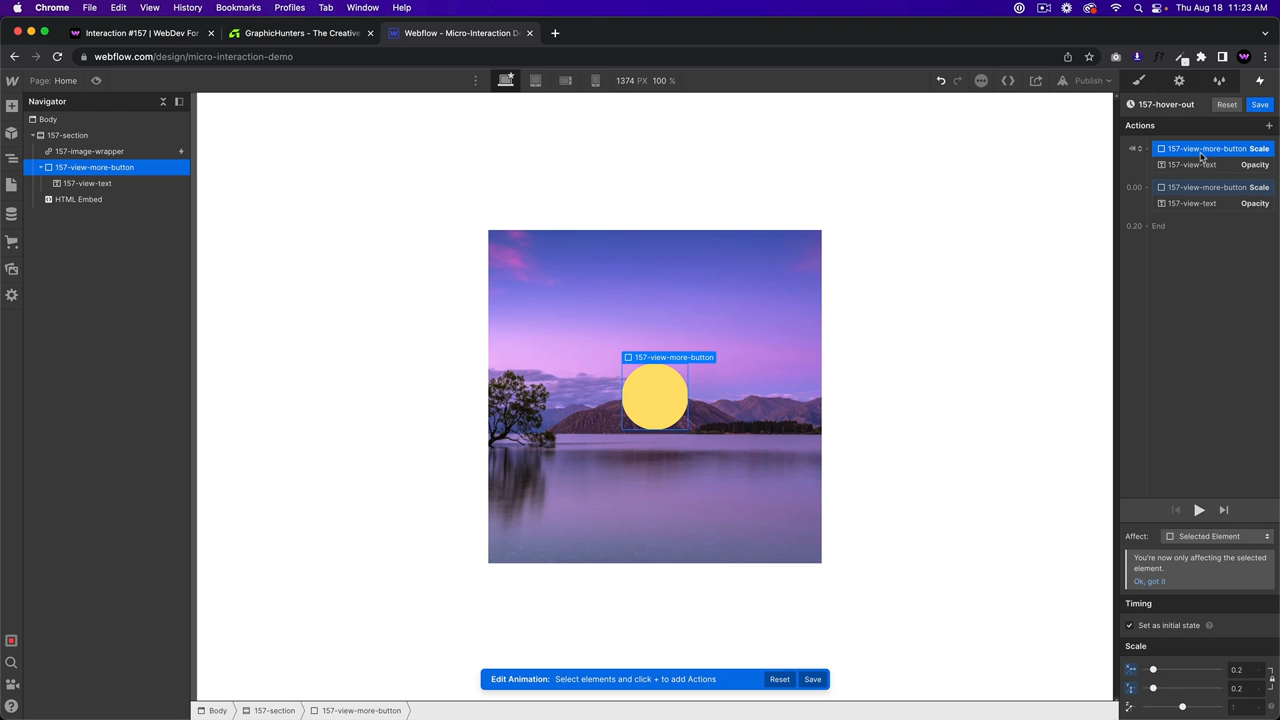 Chrome File Edit View History Bookmarks Profiles Tab Window Help Thu Aug 18 11:23 AM
Interaction #157 | WebDev For GraphicHunters - The Creative Webflow - Micro-Interaction De
webflow.com/design/micro-interaction-demo
Page: Home 1374 PX 100 % Publish
Navigator
Body
157-section
157-image-wrapper
157-view-more-button
157-view-text
HTML Embed
157-view-more-button
157-hover-out Reset Save
Actions
157-view-more-button Scale
157-view-text Opacity
0.00 157-view-more-button Scale
157-view-text Opacity
0.20 End
Affect: Selected Element
You're now only affecting the selected
element.
Ok, got it
Timing
Set as initial state
Scale
0.2
0.2
1
Edit Animation: Select elements and click + to add Actions Reset Save
Body 157-section 157-view-more-button